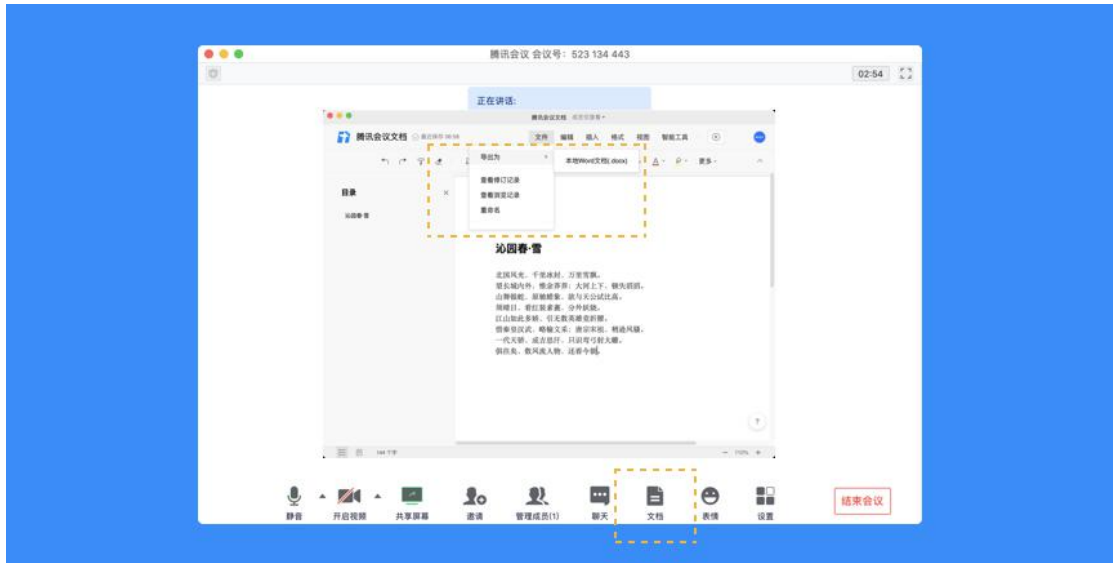 腾讯会议 会议号：523 134 443
02:54
正在讲话:
腾讯会议文档
腾讯会议文档
文件 编辑 插入 格式 视图 智能工具
更多
导出为
本地Word文档(.docx)
查看修订记录
查看浏览记录
重命名
目录
沁园春·雪
沁园春·雪
北国风光，千里冰封，万里雪飘。
望长城内外，惟余莽莽；大河上下，顿失滔滔。
山舞银蛇，原驰蜡象，欲与天公试比高。
须晴日，看红装素裹，分外妖娆。
江山如此多娇，引无数英雄竞折腰。
惜秦皇汉武，略输文采；唐宗宋祖，稍逊风骚。
一代天骄，成吉思汗，只识弯弓射大雕。
俱往矣，数风流人物，还看今朝。
静音 开启视频 共享屏幕 邀请 管理成员(1) 聊天 文档 表情 设置
结束会议